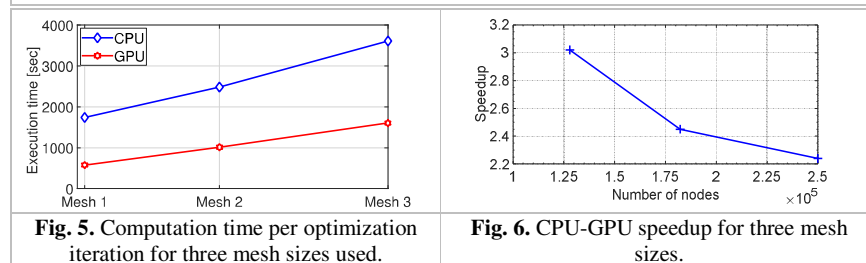 4000
3000
2000
1000
0
Execution time [sec]
CPU
GPU
Mesh 1 Mesh 2 Mesh 3
Fig. 5. Computation time per optimization
iteration for three mesh sizes used.
3.2
3
2.8
2.6
2.4
2.2
Speedup
1 1.25 1.5 1.75 2 2.25 2.5
Number of nodes
×10⁵
Fig. 6. CPU-GPU speedup for three mesh
sizes.